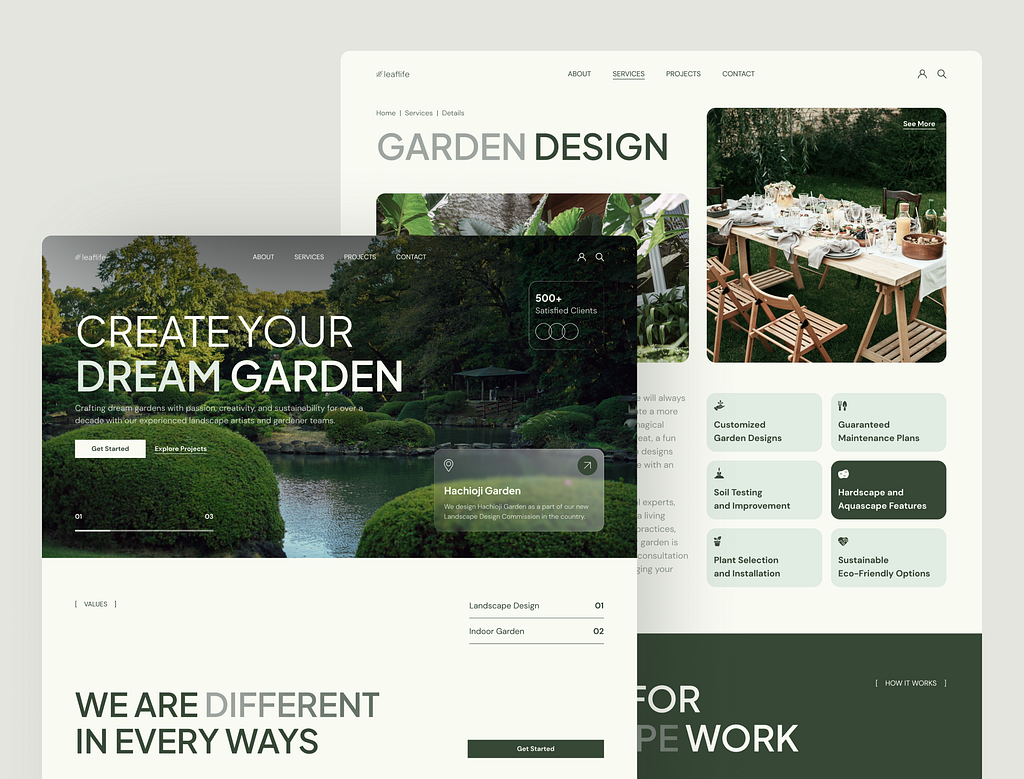 leaflife
ABOUT SERVICES PROJECTS CONTACT
Home | Services | Details
GARDEN DESIGN
See More
leaflife
ABOUT SERVICES PROJECTS CONTACT
500+
Satisfied Clients
CREATE YOUR
DREAM GARDEN
Crafting dream gardens with passion, creativity, and sustainability for over a
decade with our experienced landscape artists and gardener teams.
Get Started Explore Projects
01 03
Hachioji Garden
We design Hachioji Garden as a part of our new
Landscape Design Commission in the country.
will always
a more
fun
designs
with an
experts,
a living
garden is
consultation
your
Customized
Garden Designs
Guaranteed
Maintenance Plans
Soil Testing
and Improvement
Hardscape and
Aquascape Features
Plant Selection
and Installation
Sustainable
Eco-Friendly Options
[ VALUES ]
Landscape Design 01
Indoor Garden 02
WE ARE DIFFERENT
IN EVERY WAYS
Get Started
[ HOW IT WORKS ]
FOR
PE WORK